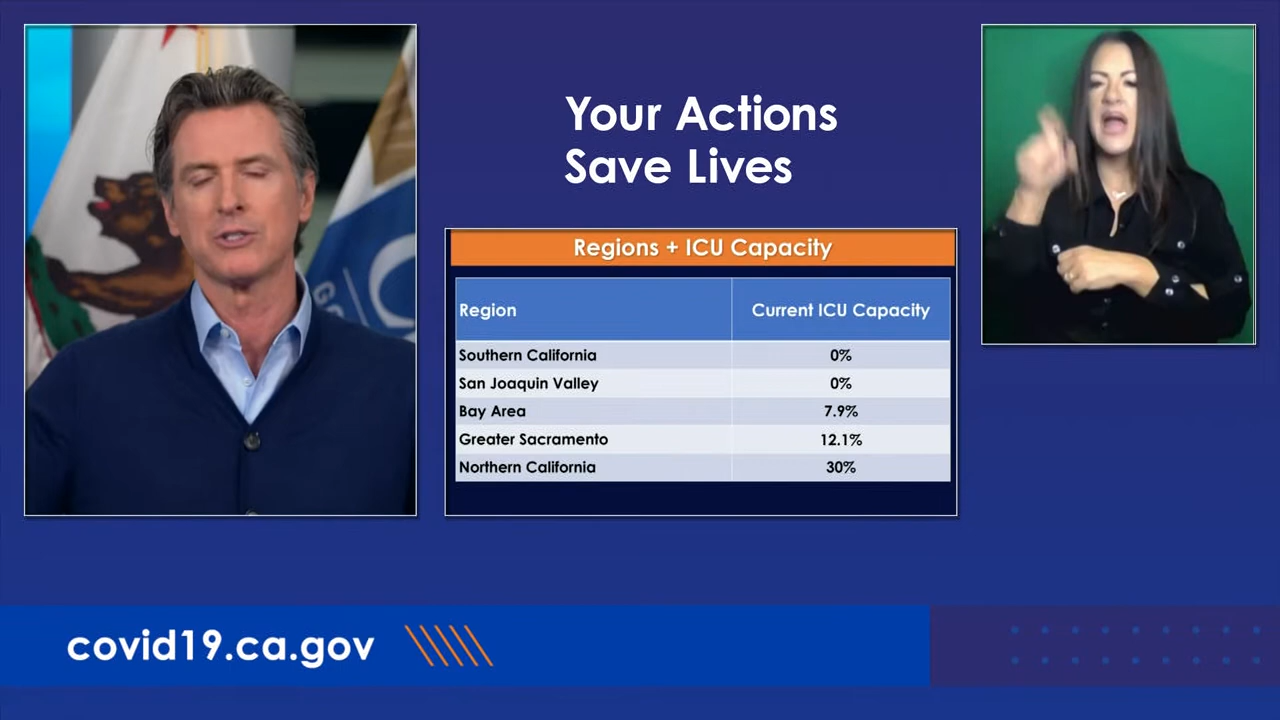 Your Actions
Save Lives
Regions + ICU Capacity
Region Current ICU Capacity
Southern California 0%
San Joaquin Valley 0%
Bay Area 7.9%
Greater Sacramento 12.1%
Northern California 30%
covid19.ca.gov